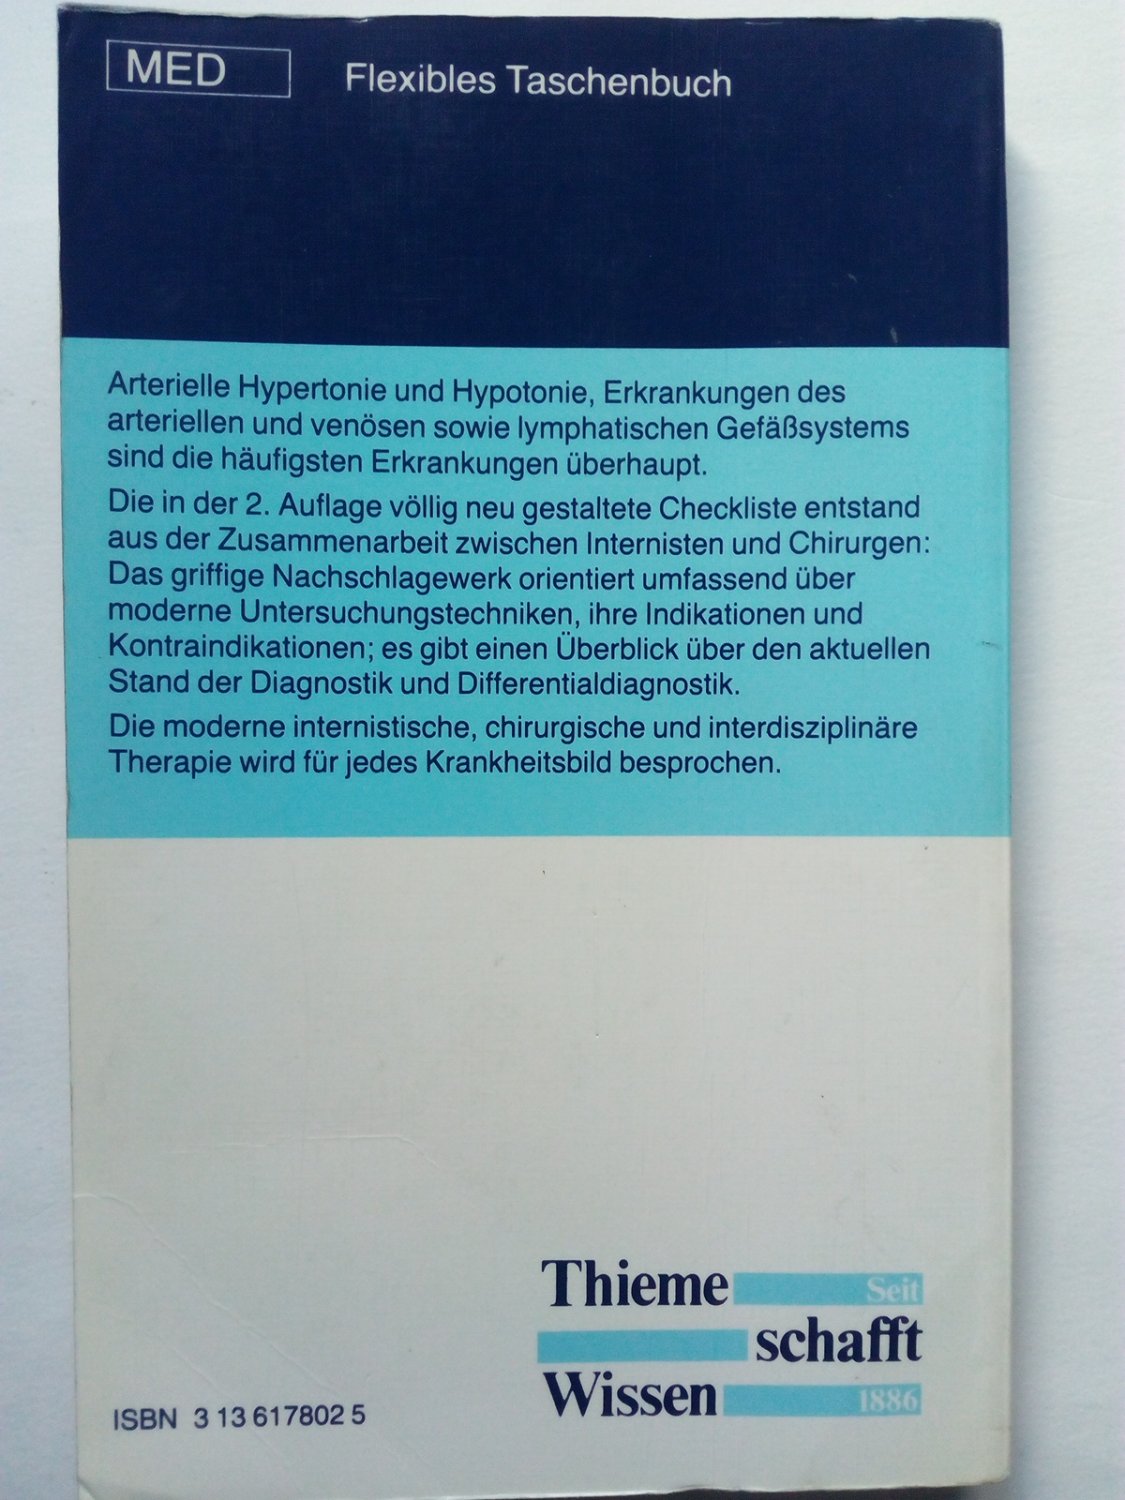 MED
Flexibles Taschenbuch
Arterielle Hypertonie und Hypotonie, Erkrankungen des
arteriellen und venösen sowie lymphatischen Gefäßsystems
sind die häufigsten Erkrankungen überhaupt.
Die in der 2. Auflage völlig neu gestaltete Checkliste entstand
aus der Zusammenarbeit zwischen Internisten und Chirurgen:
Das griffige Nachschlagewerk orientiert umfassend über
moderne Untersuchungstechniken, ihre Indikationen und
Kontraindikationen; es gibt einen Überblick über den aktuellen
Stand der Diagnostik und Differentialdiagnostik.
Die moderne internistische, chirurgische und interdisziplinäre
Therapie wird für jedes Krankheitsbild besprochen.
Thieme Seit
schafft
Wissen 1886
ISBN 3 13 617802 5